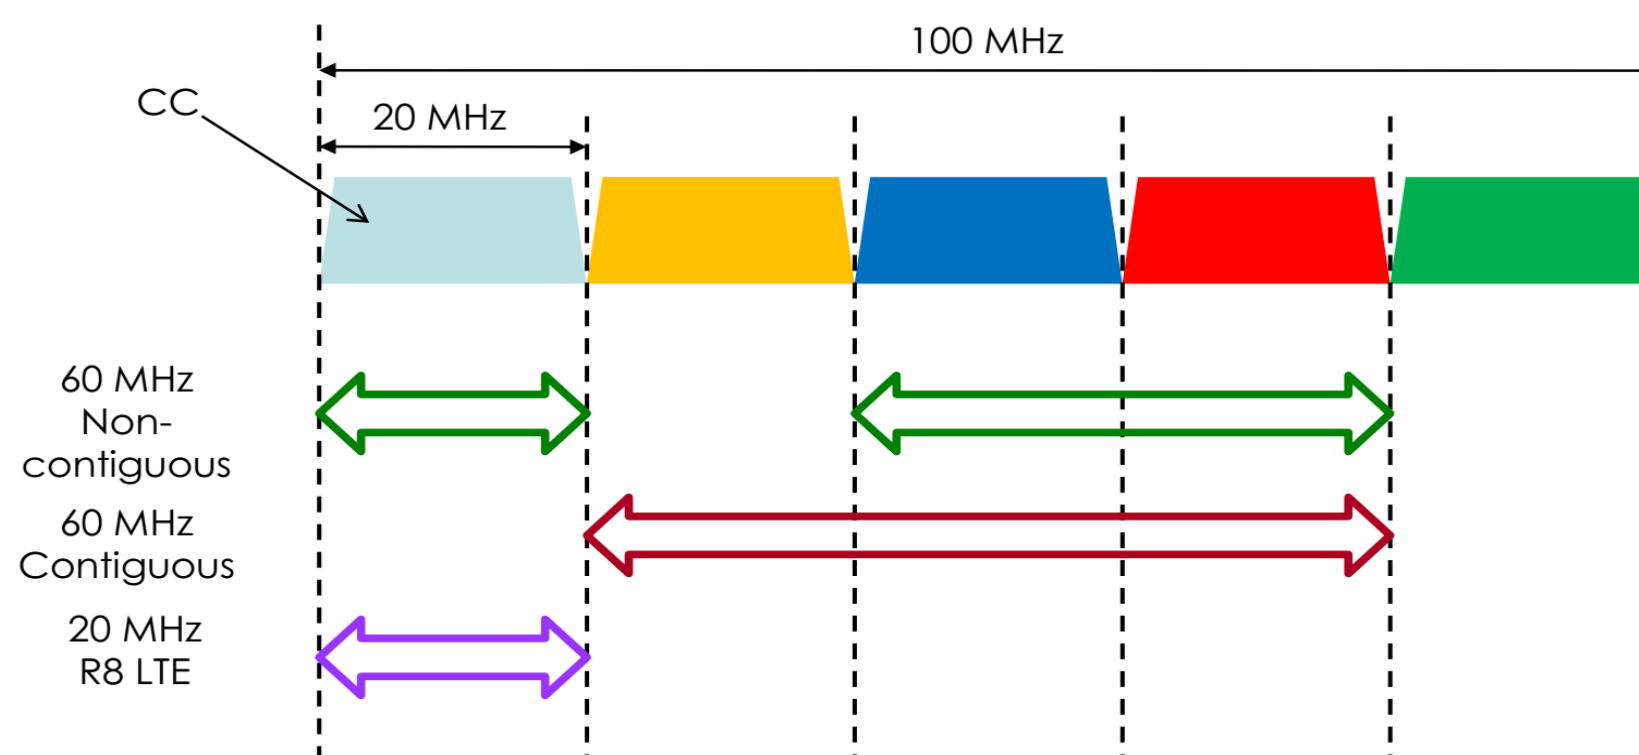 100 MHz
CC
20 MHz
60 MHz
Non-
contiguous
60 MHz
Contiguous
20 MHz
R8 LTE